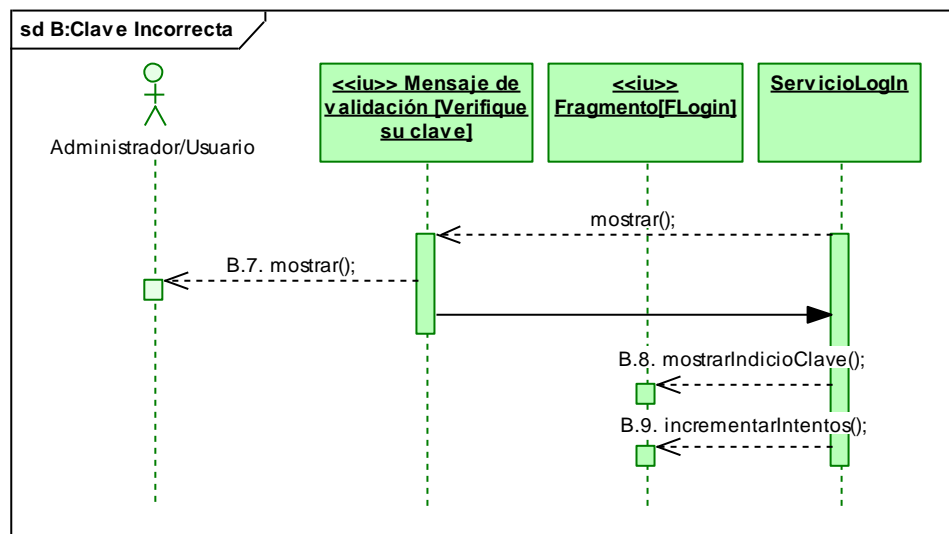 sd B:Clave Incorrecta
Administrador/Usuario
<<iu>> Mensaje de
validación [Verifique
su clave]
<<iu>>
Fragmento[FLogin]
ServicioLogIn
mostrar();
B.7. mostrar();
B.8. mostrarIndicioClave();
B.9. incrementarIntentos();